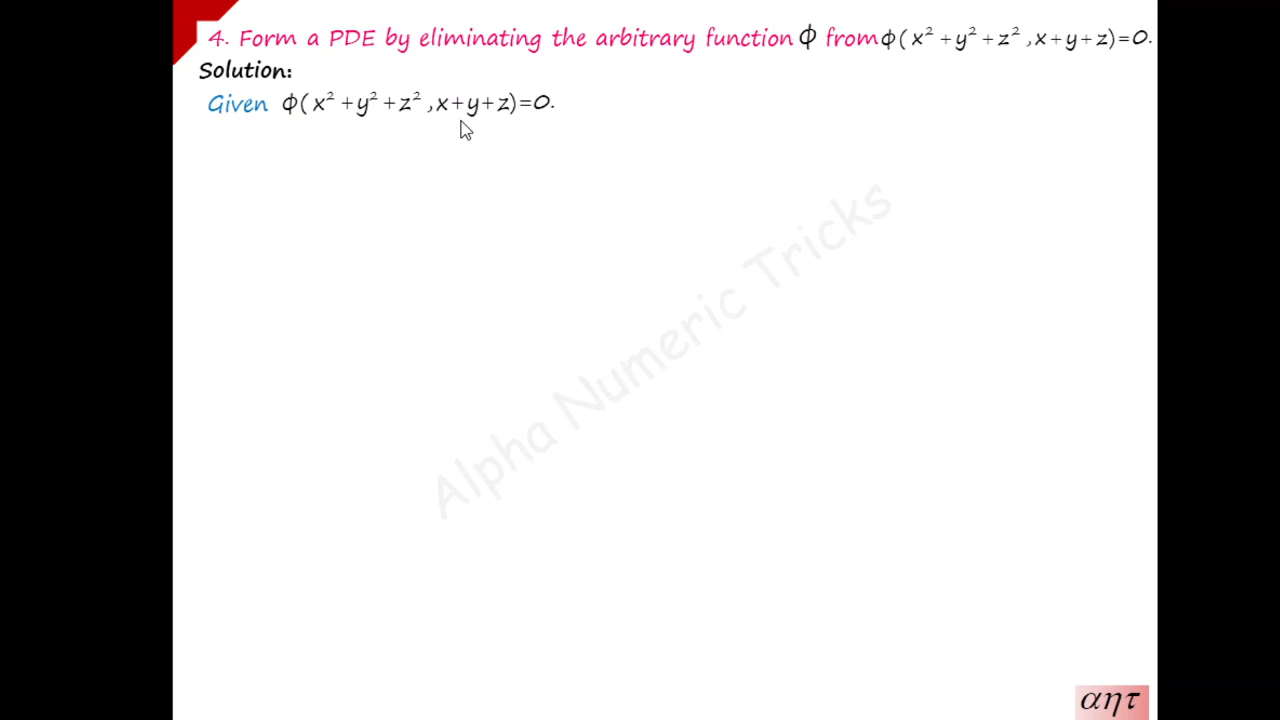 4. Form a PDE by eliminating the arbitrary function ϕ from ϕ(x² + y² + z² , x + y + z) = 0.
Solution:
Given ϕ(x² + y² + z² , x + y + z) = 0.
Alpha Numeric Tricks
αητ